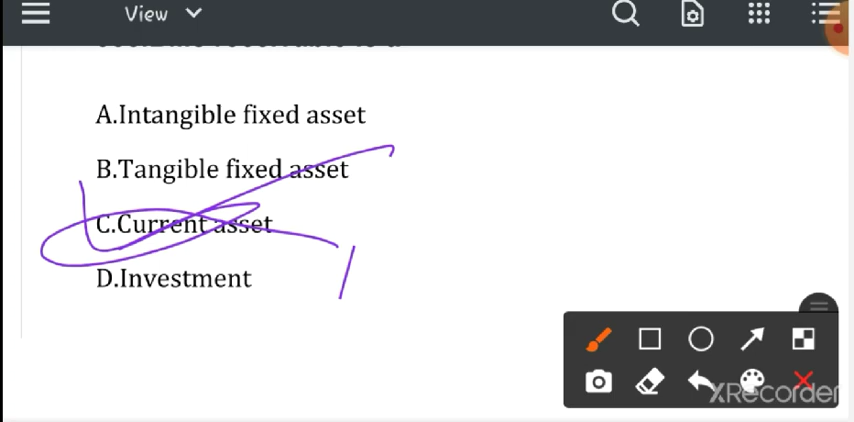 View
A.Intangible fixed asset
B.Tangible fixed asset
C.Current asset
D.Investment
XRecorder